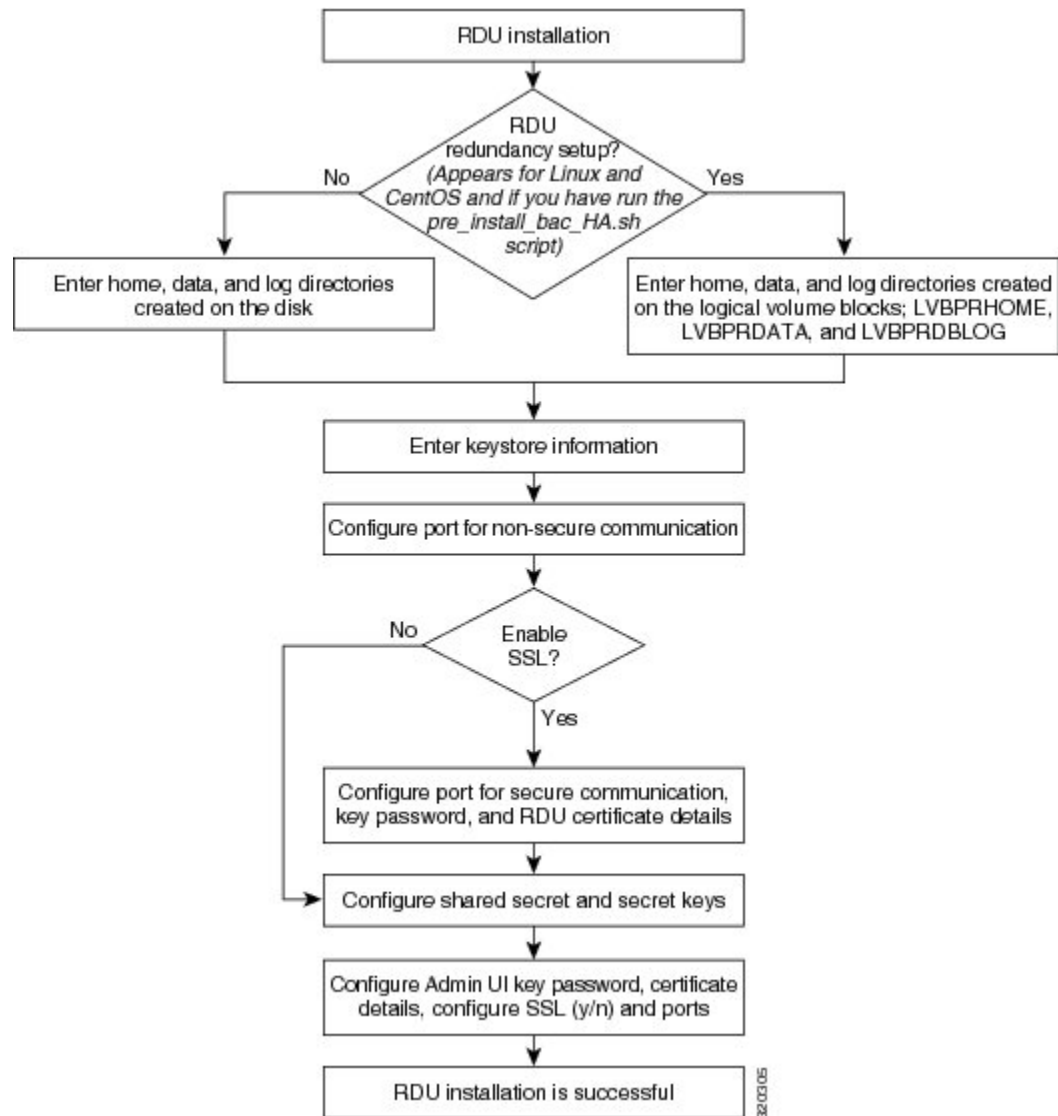 RDU installation
RDU
redundancy setup?
(Appears for Linux and
CentOS and if you have run the
pre_install_bac_HA.sh
script)
No
Yes
Enter home, data, and log directories
created on the disk
Enter home, data, and log directories created
on the logical volume blocks; LVBPRHOME,
LVBPRDATA, and LVBPRDBLOG
Enter keystore information
Configure port for non-secure communication
No
Enable
SSL?
Yes
Configure port for secure communication,
key password, and RDU certificate details
Configure shared secret and secret keys
Configure Admin UI key password, certificate
details, configure SSL (y/n) and ports
RDU installation is successful
320305